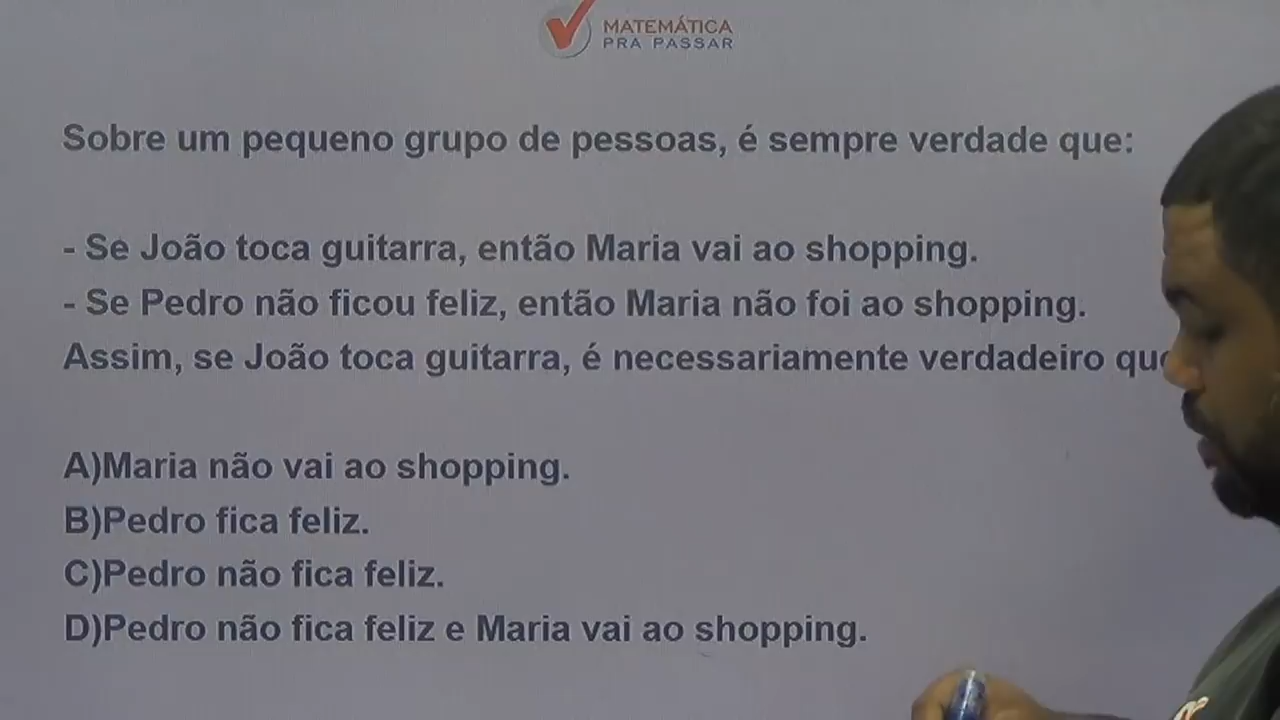 MATEMÁTICA
PRA PASSAR
Sobre um pequeno grupo de pessoas, é sempre verdade que:
- Se João toca guitarra, então Maria vai ao shopping.
- Se Pedro não ficou feliz, então Maria não foi ao shopping.
Assim, se João toca guitarra, é necessariamente verdadeiro que
A)Maria não vai ao shopping.
B)Pedro fica feliz.
C)Pedro não fica feliz.
D)Pedro não fica feliz e Maria vai ao shopping.